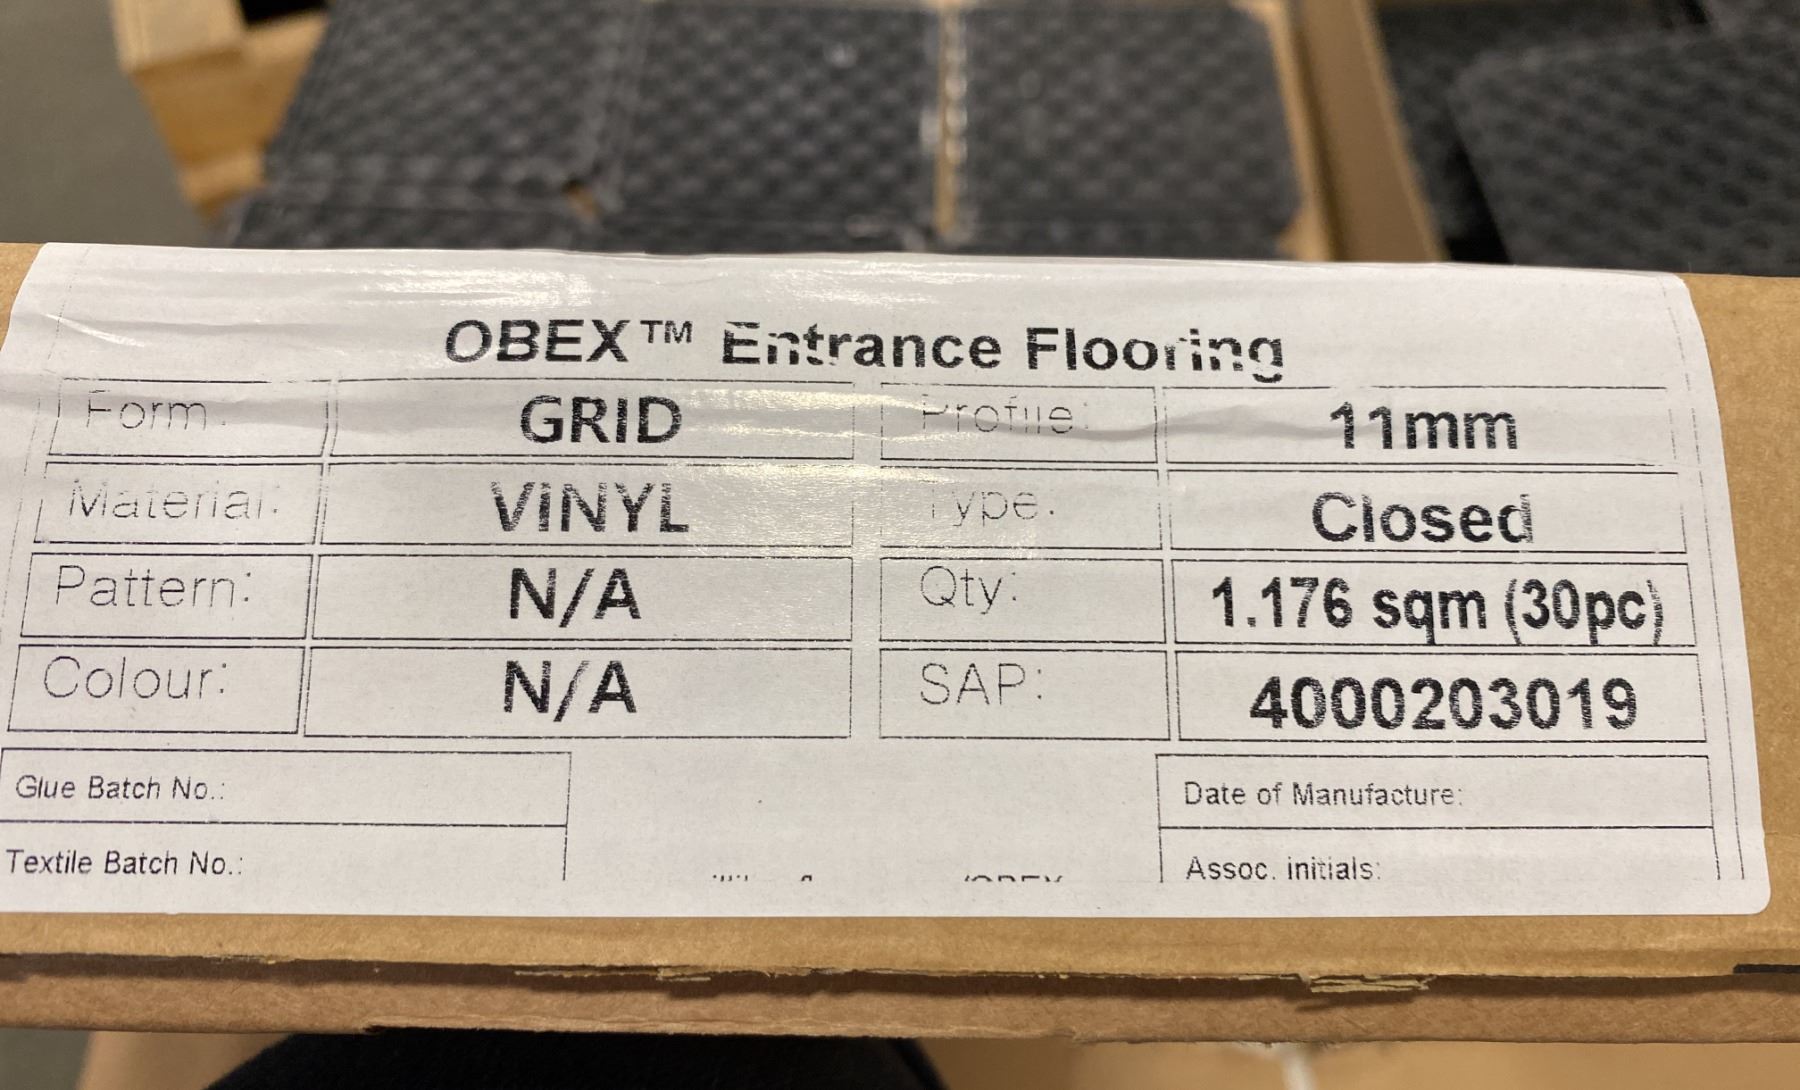 OBEX™ Entrance Flooring
Form: GRID Profile: 11mm
Material: VINYL Type: Closed
Pattern: N/A Qty: 1.176 sqm (30pc)
Colour: N/A SAP: 4000203019
Glue Batch No.: Date of Manufacture:
Textile Batch No.: Assoc. initials: